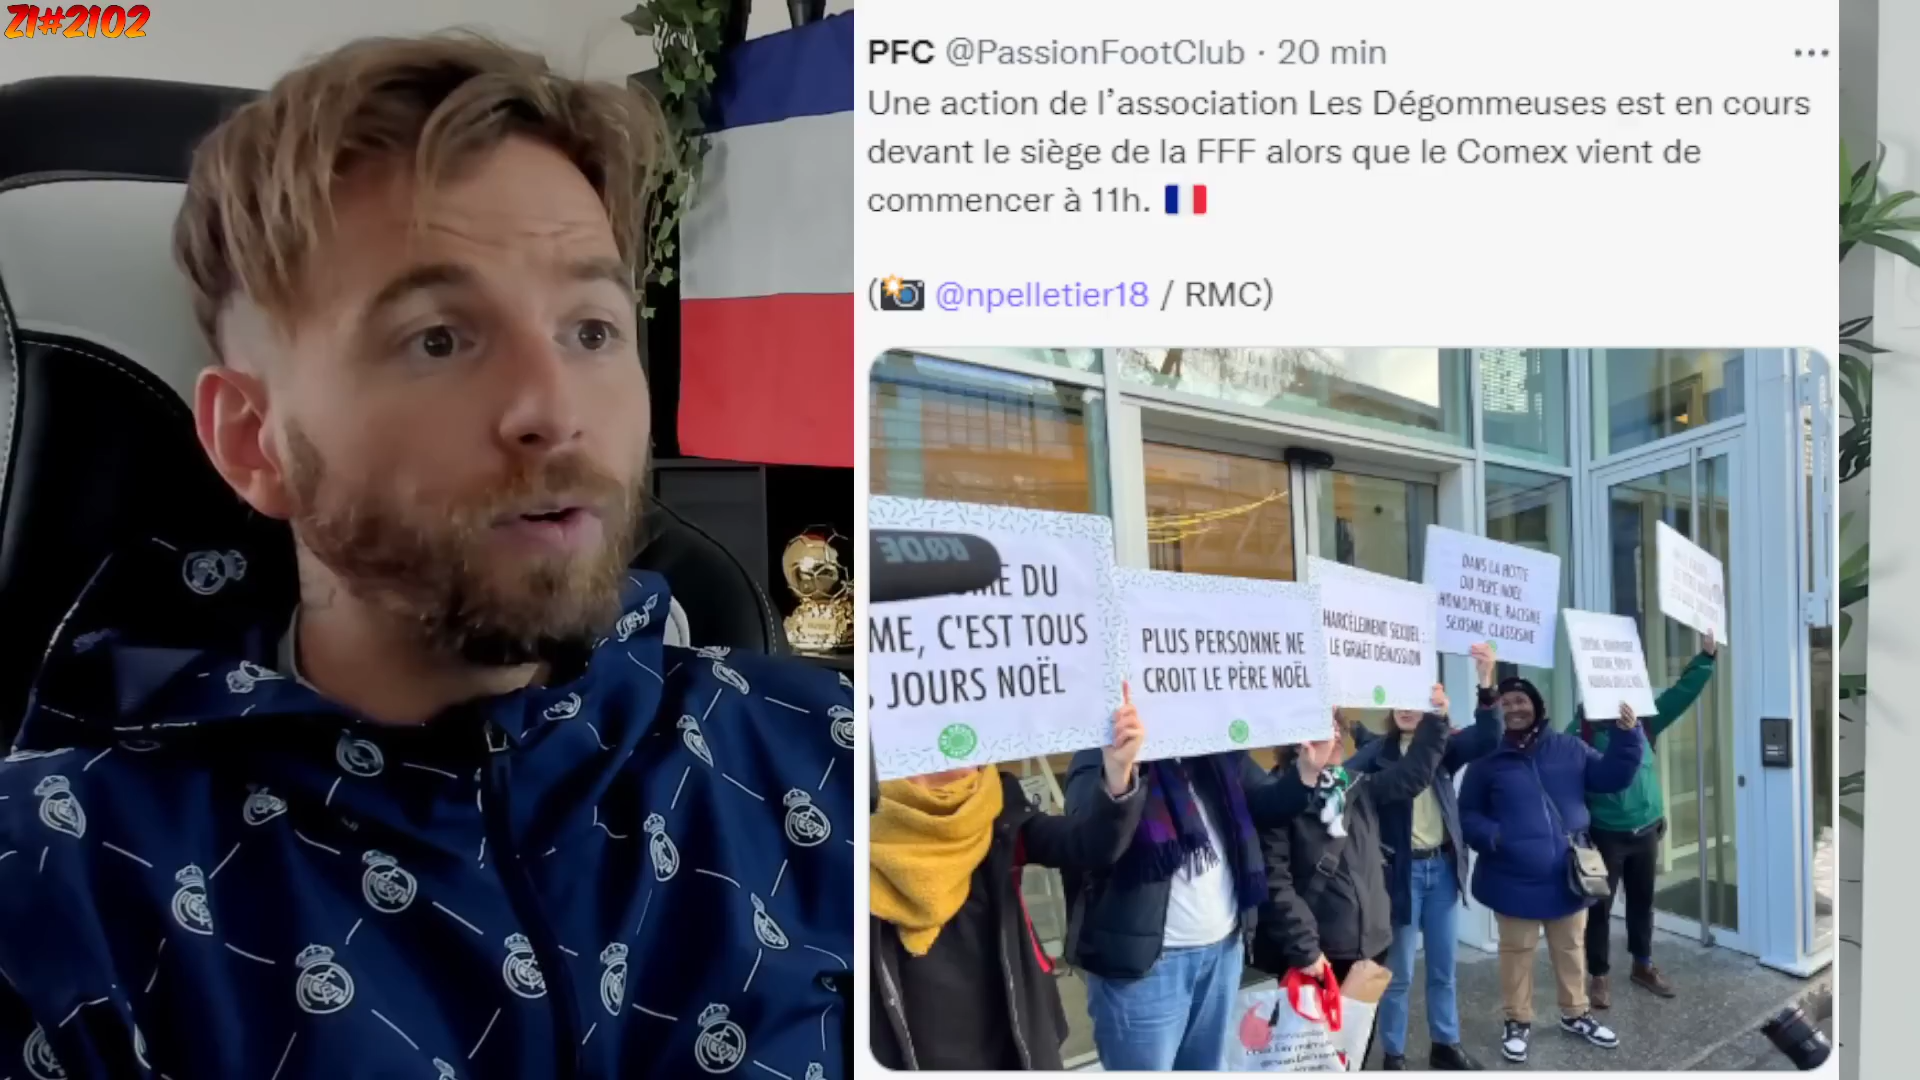 ZI#2102
PFC @PassionFootClub · 20 min
Une action de l’association Les Dégommeuses est en cours
devant le siège de la FFF alors que le Comex vient de
commencer à 11h.
(@npelletier18 / RMC)
RØDE
DU
ME, C'EST TOUS
JOURS NOËL
PLUS PERSONNE NE
CROIT LE PÈRE NOËL
HARCÈLEMENT SEXUEL :
LE GRAËT DÉMISSION
DANS LA HOTTE
DU PÈRE NOËL
HOMOPHOBIE, RACISME
SEXISME, CLASSISME